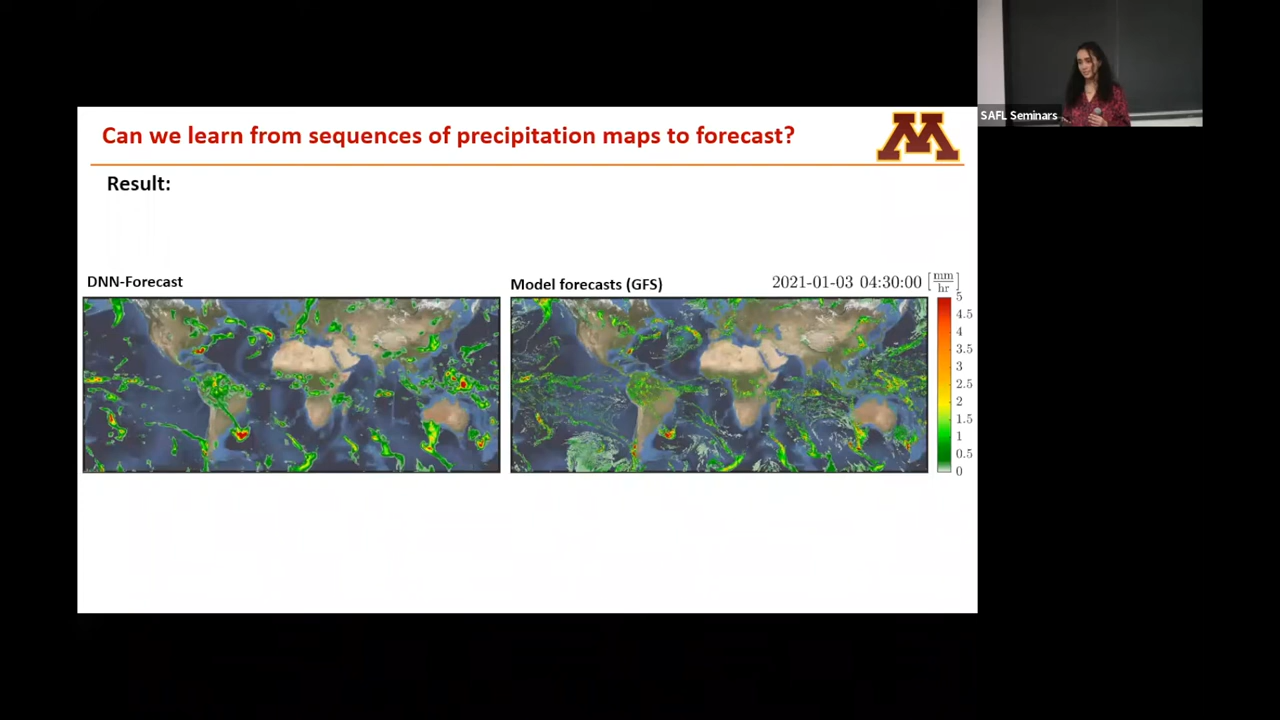 SAFL Seminars
Can we learn from sequences of precipitation maps to forecast?
M
Result:
DNN-Forecast
Model forecasts (GFS)
2021-01-03 04:30:00 [mm/hr]
5
4.5
4
3.5
3
2.5
2
1.5
1
0.5
0